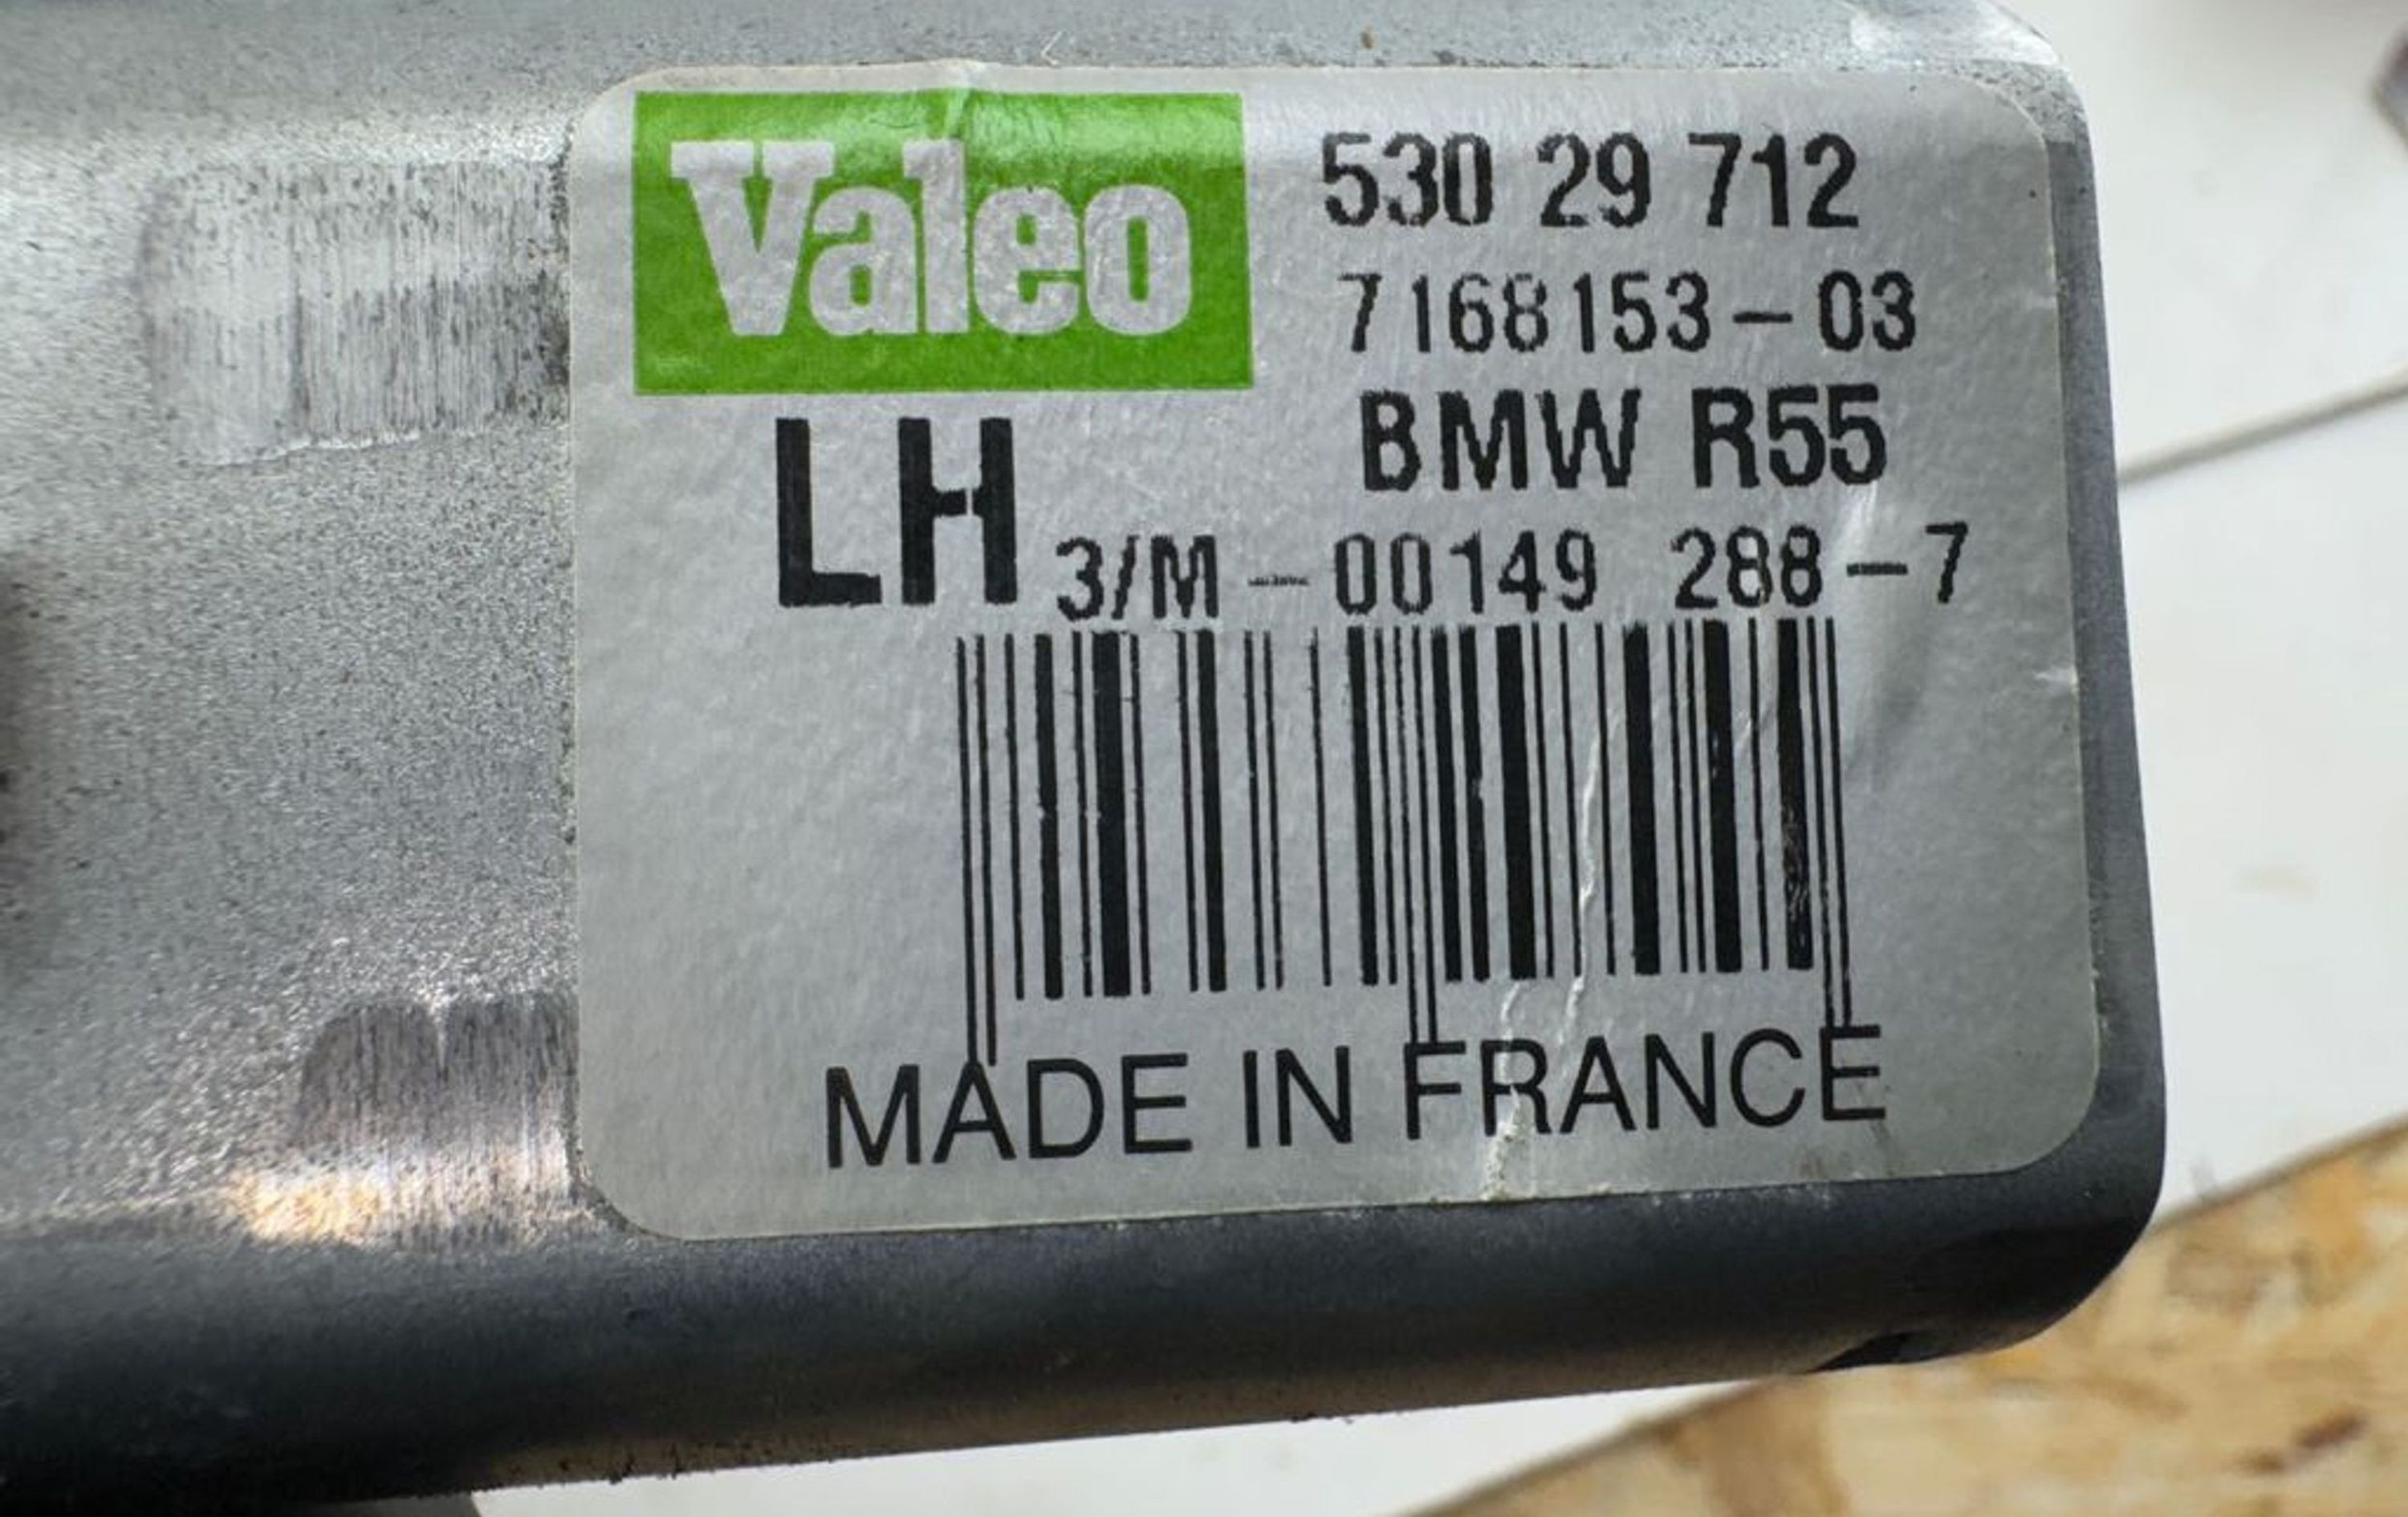 Valeo
530 29 712
7168153-03
BMW R55
LH 3/M - 00149 288-7
MADE IN FRANCE